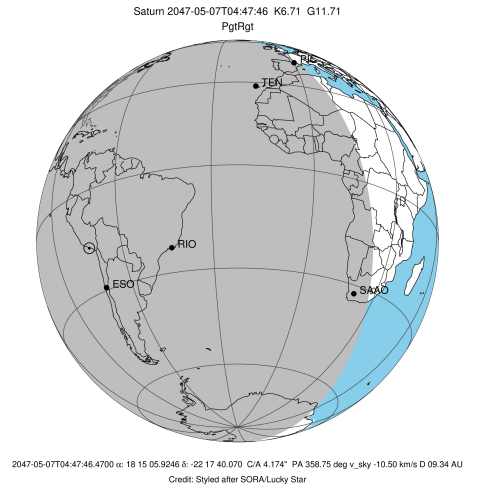 Saturn 2047-05-07T04:47:46 K6.71 G11.71
PgtRgt
TEN
RIO
ESO
SAAO
2047-05-07T04:47:46.4700 α: 18 15 05.9246 δ: -22 17 40.070 C/A 4.174" PA 358.75 deg v_sky -10.50 km/s D 09.34 AU
Credit: Styled after SORA/Lucky Star